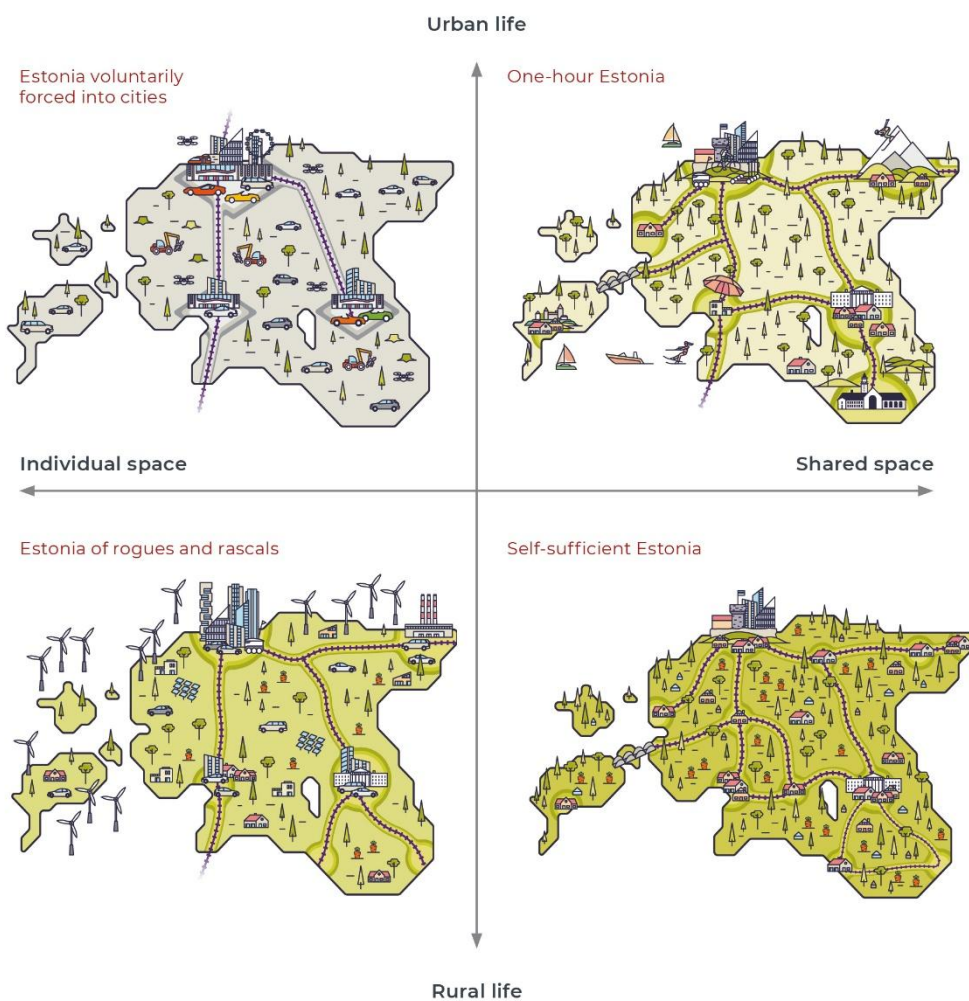 Urban life
Estonia voluntarily
forced into cities
One-hour Estonia
Individual space
Shared space
Estonia of rogues and rascals
Self-sufficient Estonia
Rural life